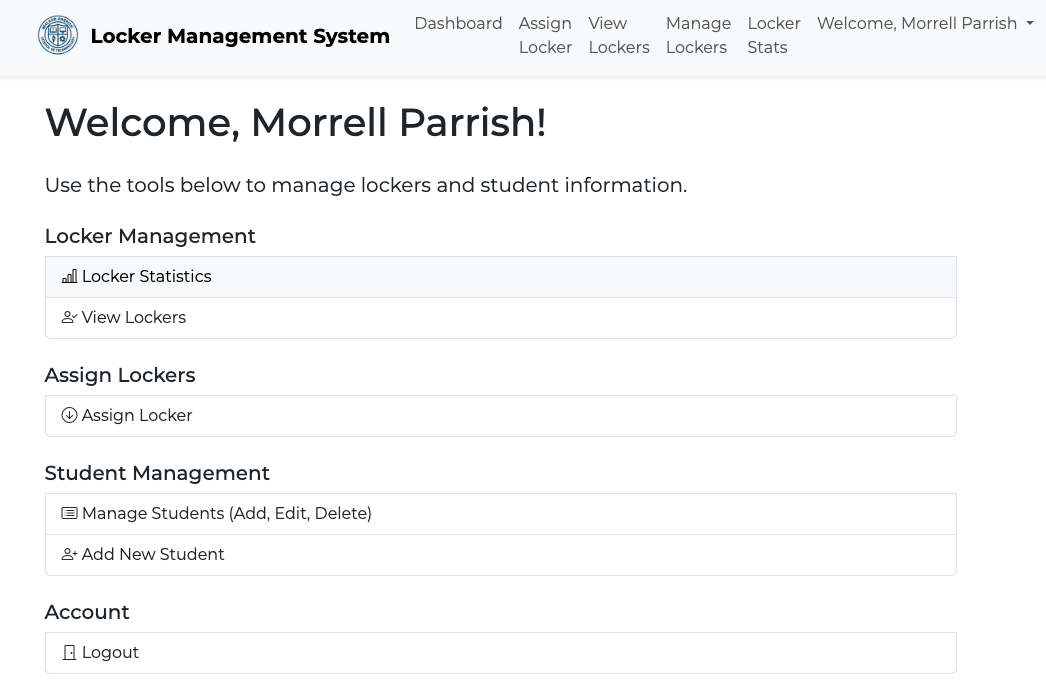 Locker Management System
Dashboard
Assign Locker
View Lockers
Manage Lockers
Locker Stats
Welcome, Morrell Parrish
Welcome, Morrell Parrish!
Use the tools below to manage lockers and student information.
Locker Management
Locker Statistics
View Lockers
Assign Lockers
Assign Locker
Student Management
Manage Students (Add, Edit, Delete)
Add New Student
Account
Logout